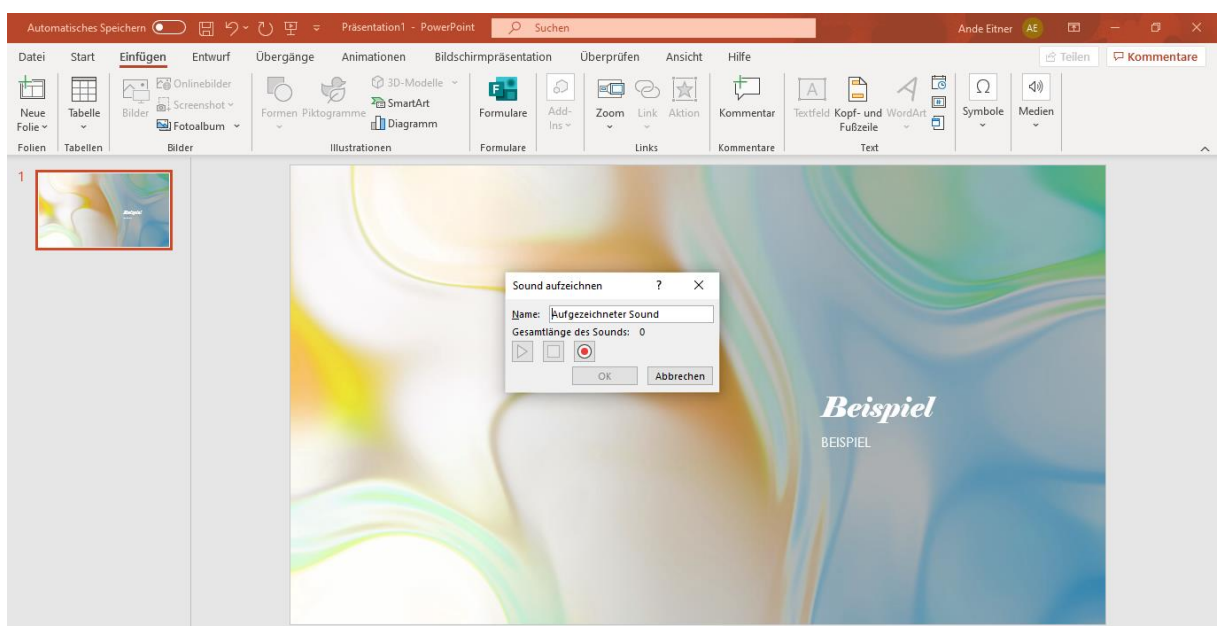 Automatisches Speichern Präsentation1 - PowerPoint Suchen Ande Eitner AE
Datei Start Einfügen Entwurf Übergänge Animationen Bildschirmpräsentation Überprüfen Ansicht Hilfe Teilen Kommentare
Neue Folie
Tabelle
Bilder
Onlinebilder
Screenshot
Fotoalbum
Formen
Piktogramme
3D-Modelle
SmartArt
Diagramm
Formulare
Add-Ins
Zoom
Link
Aktion
Kommentar
Textfeld
Kopf- und Fußzeile
WordArt
Symbole
Medien
Folien Tabellen Bilder Illustrationen Formulare Links Kommentare Text
1
Sound aufzeichnen ?
Name: Aufgezeichneter Sound
Gesamtlänge des Sounds: 0
OK Abbrechen
Beispiel
BEISPIEL